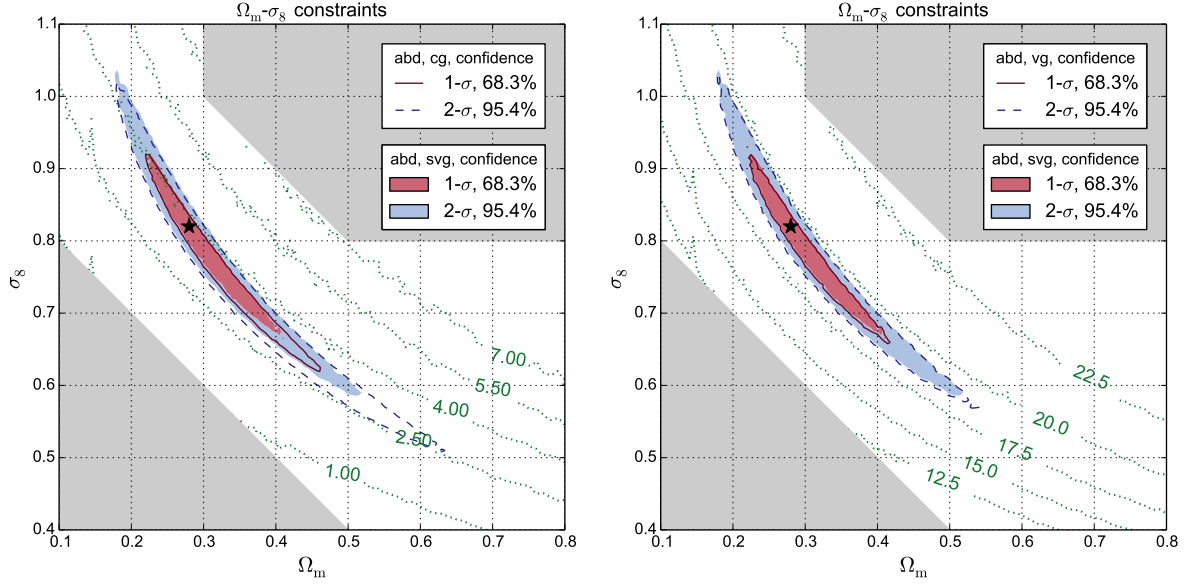 Ωm-σ8 constraints
1.1
1.0
0.9
0.8
0.7
0.6
0.5
0.4
σ8
abd, cg, confidence
1-σ, 68.3%
2-σ, 95.4%
abd, svg, confidence
1-σ, 68.3%
2-σ, 95.4%
7.00
5.50
4.00
2.50
1.00
0.1 0.2 0.3 0.4 0.5 0.6 0.7 0.8
Ωm
Ωm-σ8 constraints
1.1
1.0
0.9
0.8
0.7
0.6
0.5
0.4
σ8
abd, vg, confidence
1-σ, 68.3%
2-σ, 95.4%
abd, svg, confidence
1-σ, 68.3%
2-σ, 95.4%
22.5
20.0
17.5
15.0
12.5
0.1 0.2 0.3 0.4 0.5 0.6 0.7 0.8
Ωm